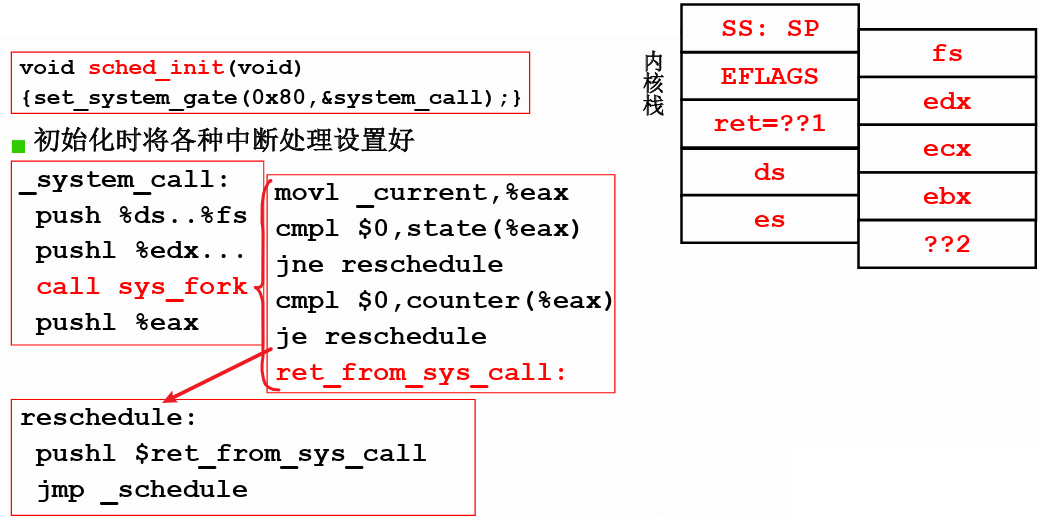 void sched_init(void)
{set_system_gate(0x80,&system_call);}
初始化时将各种中断处理设置好
_system_call:
push %ds..%fs
pushl %edx...
call sys_fork
pushl %eax
movl _current,%eax
cmpl $0,state(%eax)
jne reschedule
cmpl $0,counter(%eax)
je reschedule
ret_from_sys_call:
reschedule:
pushl $ret_from_sys_call
jmp _schedule
内核栈
SS: SP
EFLAGS
ret=??1
ds
es
fs
edx
ecx
ebx
??2